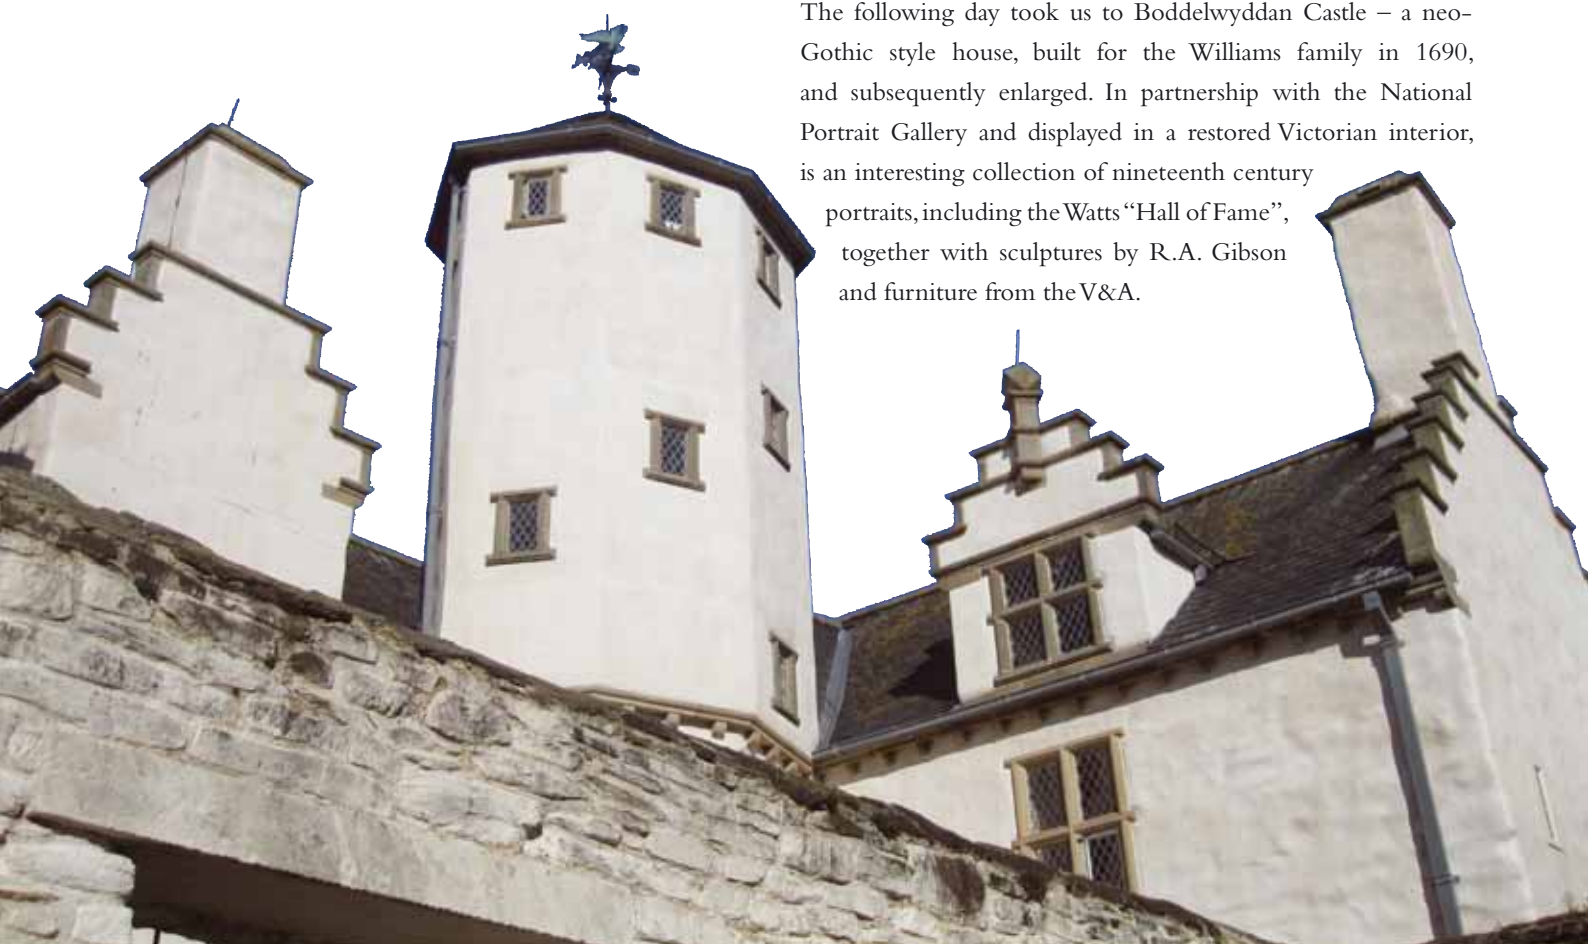 The following day took us to Boddelwyddan Castle – a neo-
Gothic style house, built for the Williams family in 1690,
and subsequently enlarged. In partnership with the National
Portrait Gallery and displayed in a restored Victorian interior,
is an interesting collection of nineteenth century
portraits, including the Watts “Hall of Fame”,
together with sculptures by R.A. Gibson
and furniture from the V&A.